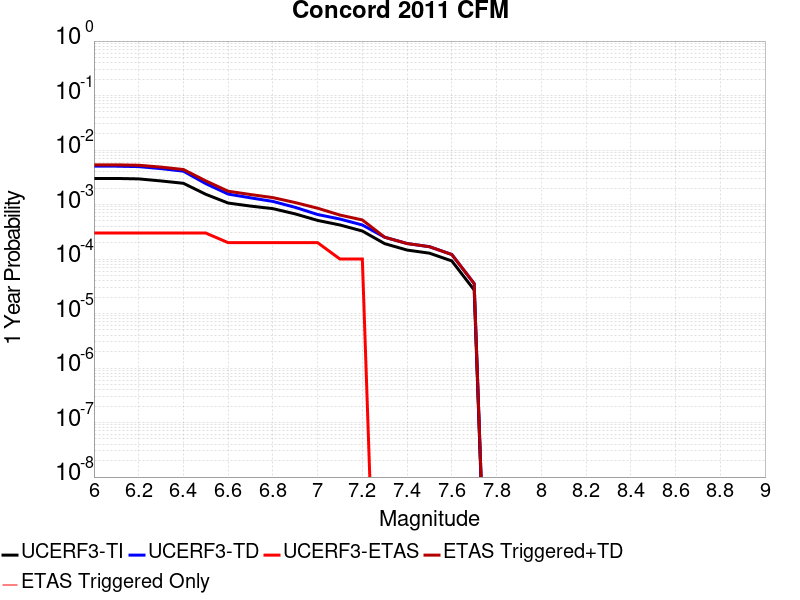 Concord 2011 CFM
10^0
10^-1
10^-2
10^-3
10^-4
10^-5
10^-6
10^-7
10^-8
1 Year Probability
6 6.2 6.4 6.6 6.8 7 7.2 7.4 7.6 7.8 8 8.2 8.4 8.6 8.8 9
Magnitude
UCERF3-TI UCERF3-TD UCERF3-ETAS ETAS Triggered+TD
ETAS Triggered Only